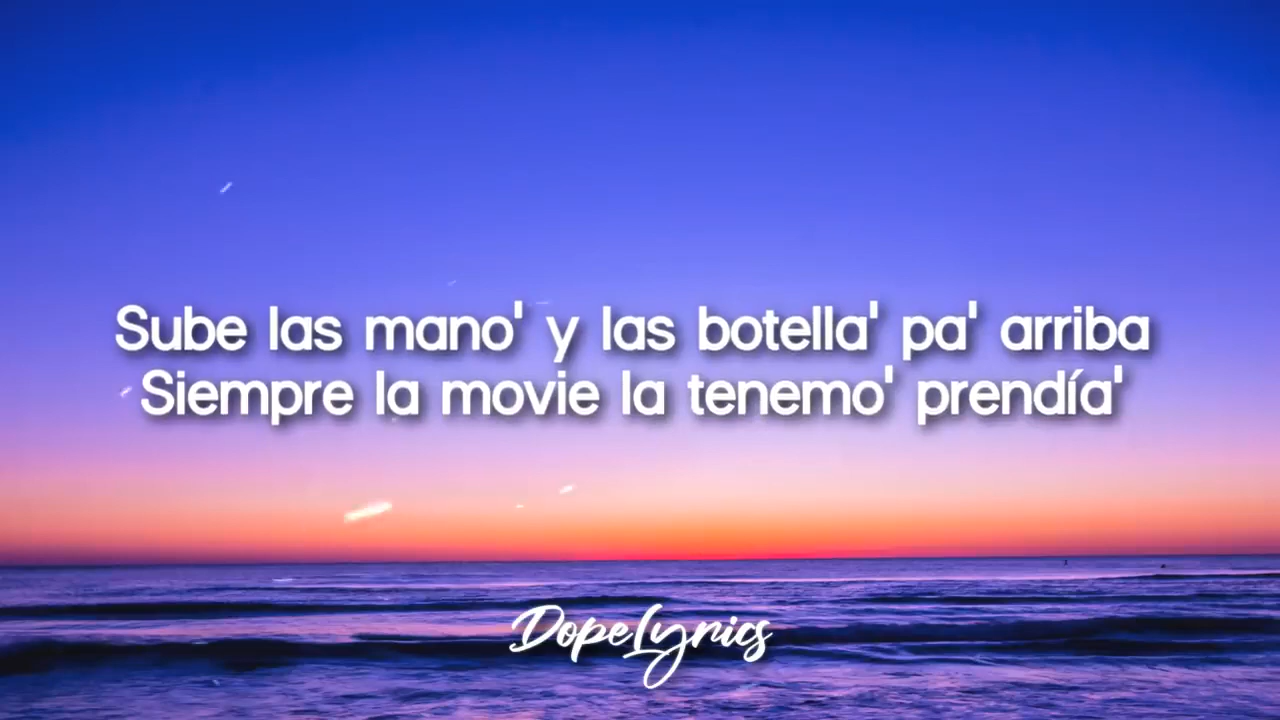 Sube las mano' y las botella' pa' arriba
Siempre la movie la tenemo' prendía'
DopeLyrics